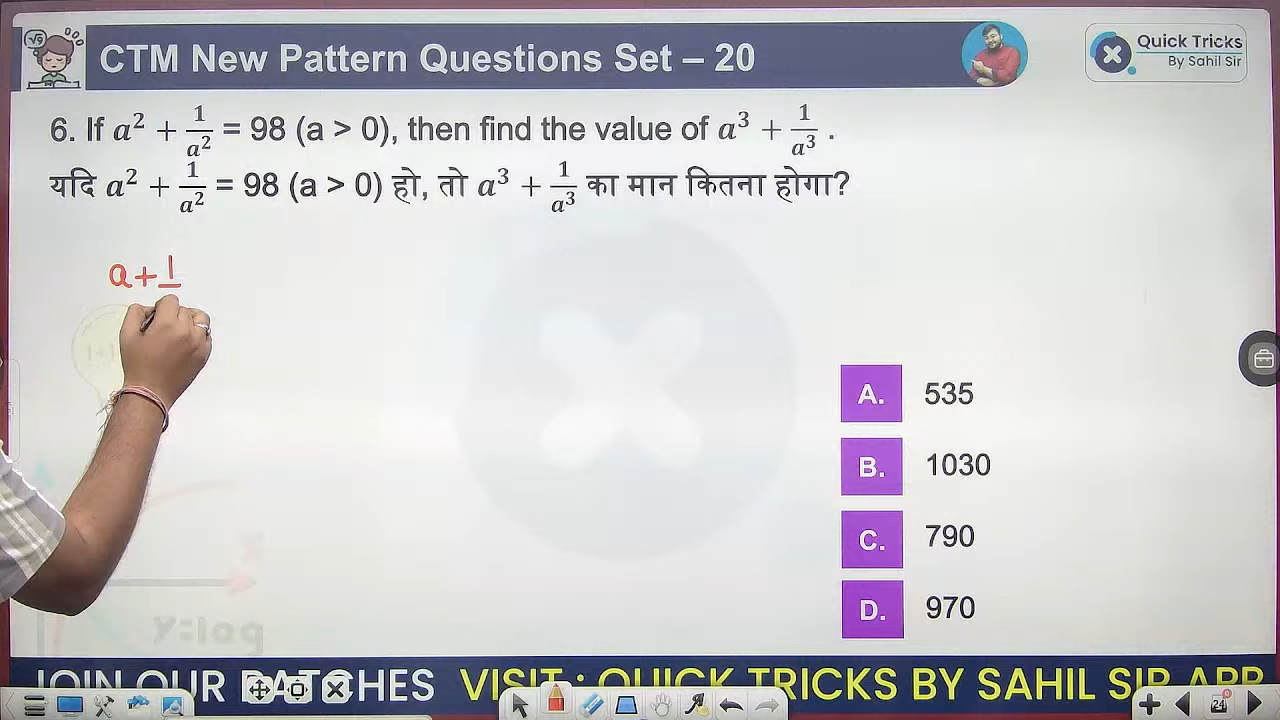 CTM New Pattern Questions Set – 20
Quick Tricks
By Sahil Sir
6. If a² + 1/a² = 98 (a > 0), then find the value of a³ + 1/a³ .
यदि a² + 1/a² = 98 (a > 0) हो, तो a³ + 1/a³ का मान कितना होगा?
a + 1
A. 535
B. 1030
C. 790
D. 970
y=log
JOIN OUR BATCHES VISIT : QUICK TRICKS BY SAHIL SIR APP
24